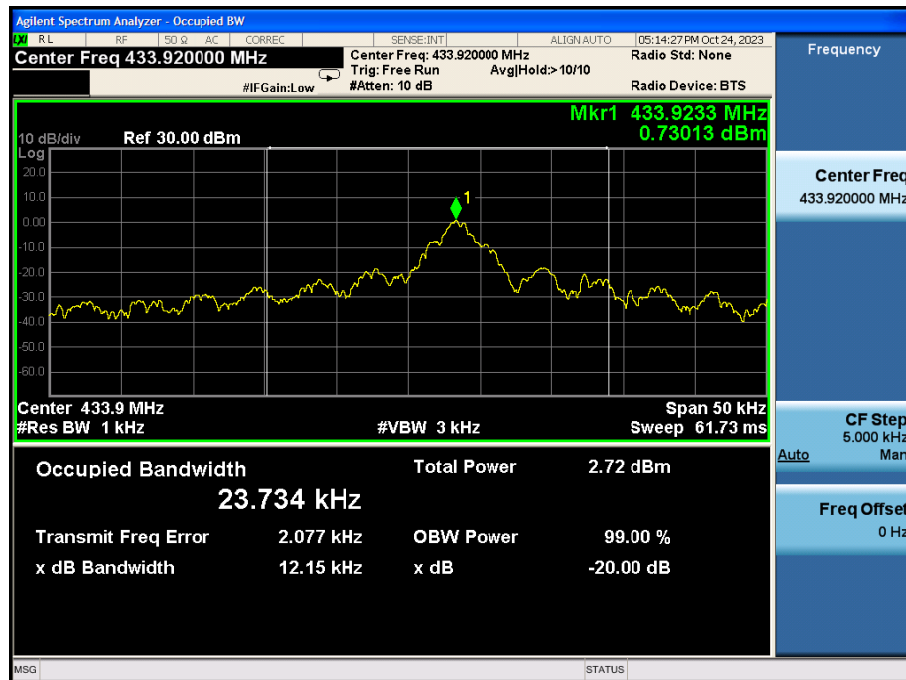 Agilent Spectrum Analyzer - Occupied BW
LXI RL RF 50 Ω AC CORREC SENSE:INT ALIGN AUTO 05:14:27 PM Oct 24, 2023
Center Freq 433.920000 MHz Center Freq: 433.920000 MHz Radio Std: None
Trig: Free Run Avg|Hold:>10/10
#IFGain:Low #Atten: 10 dB Radio Device: BTS
Frequency
Mkr1 433.9233 MHz
0.73013 dBm
10 dB/div Ref 30.00 dBm
Log
20.0
10.0
0.00
-10.0
-20.0
-30.0
-40.0
-50.0
-60.0
1
Center Freq
433.920000 MHz
Center 433.9 MHz Span 50 kHz
#Res BW 1 kHz #VBW 3 kHz Sweep 61.73 ms
CF Step
5.000 kHz
Auto Man
Occupied Bandwidth Total Power 2.72 dBm
23.734 kHz
Transmit Freq Error 2.077 kHz OBW Power 99.00 %
x dB Bandwidth 12.15 kHz x dB -20.00 dB
Freq Offset
0 Hz
MSG STATUS